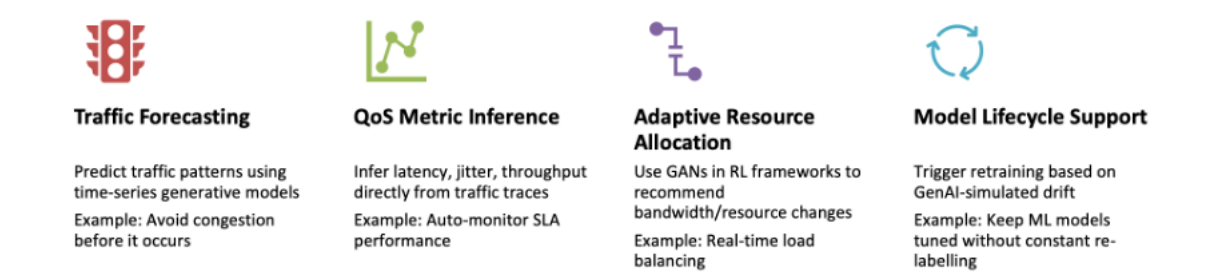 Traffic Forecasting
Predict traffic patterns using
time-series generative models
Example: Avoid congestion
before it occurs
QoS Metric Inference
Infer latency, jitter, throughput
directly from traffic traces
Example: Auto-monitor SLA
performance
Adaptive Resource
Allocation
Use GANs in RL frameworks to
recommend
bandwidth/resource changes
Example: Real-time load
balancing
Model Lifecycle Support
Trigger retraining based on
GenAI-simulated drift
Example: Keep ML models
tuned without constant re-
labelling